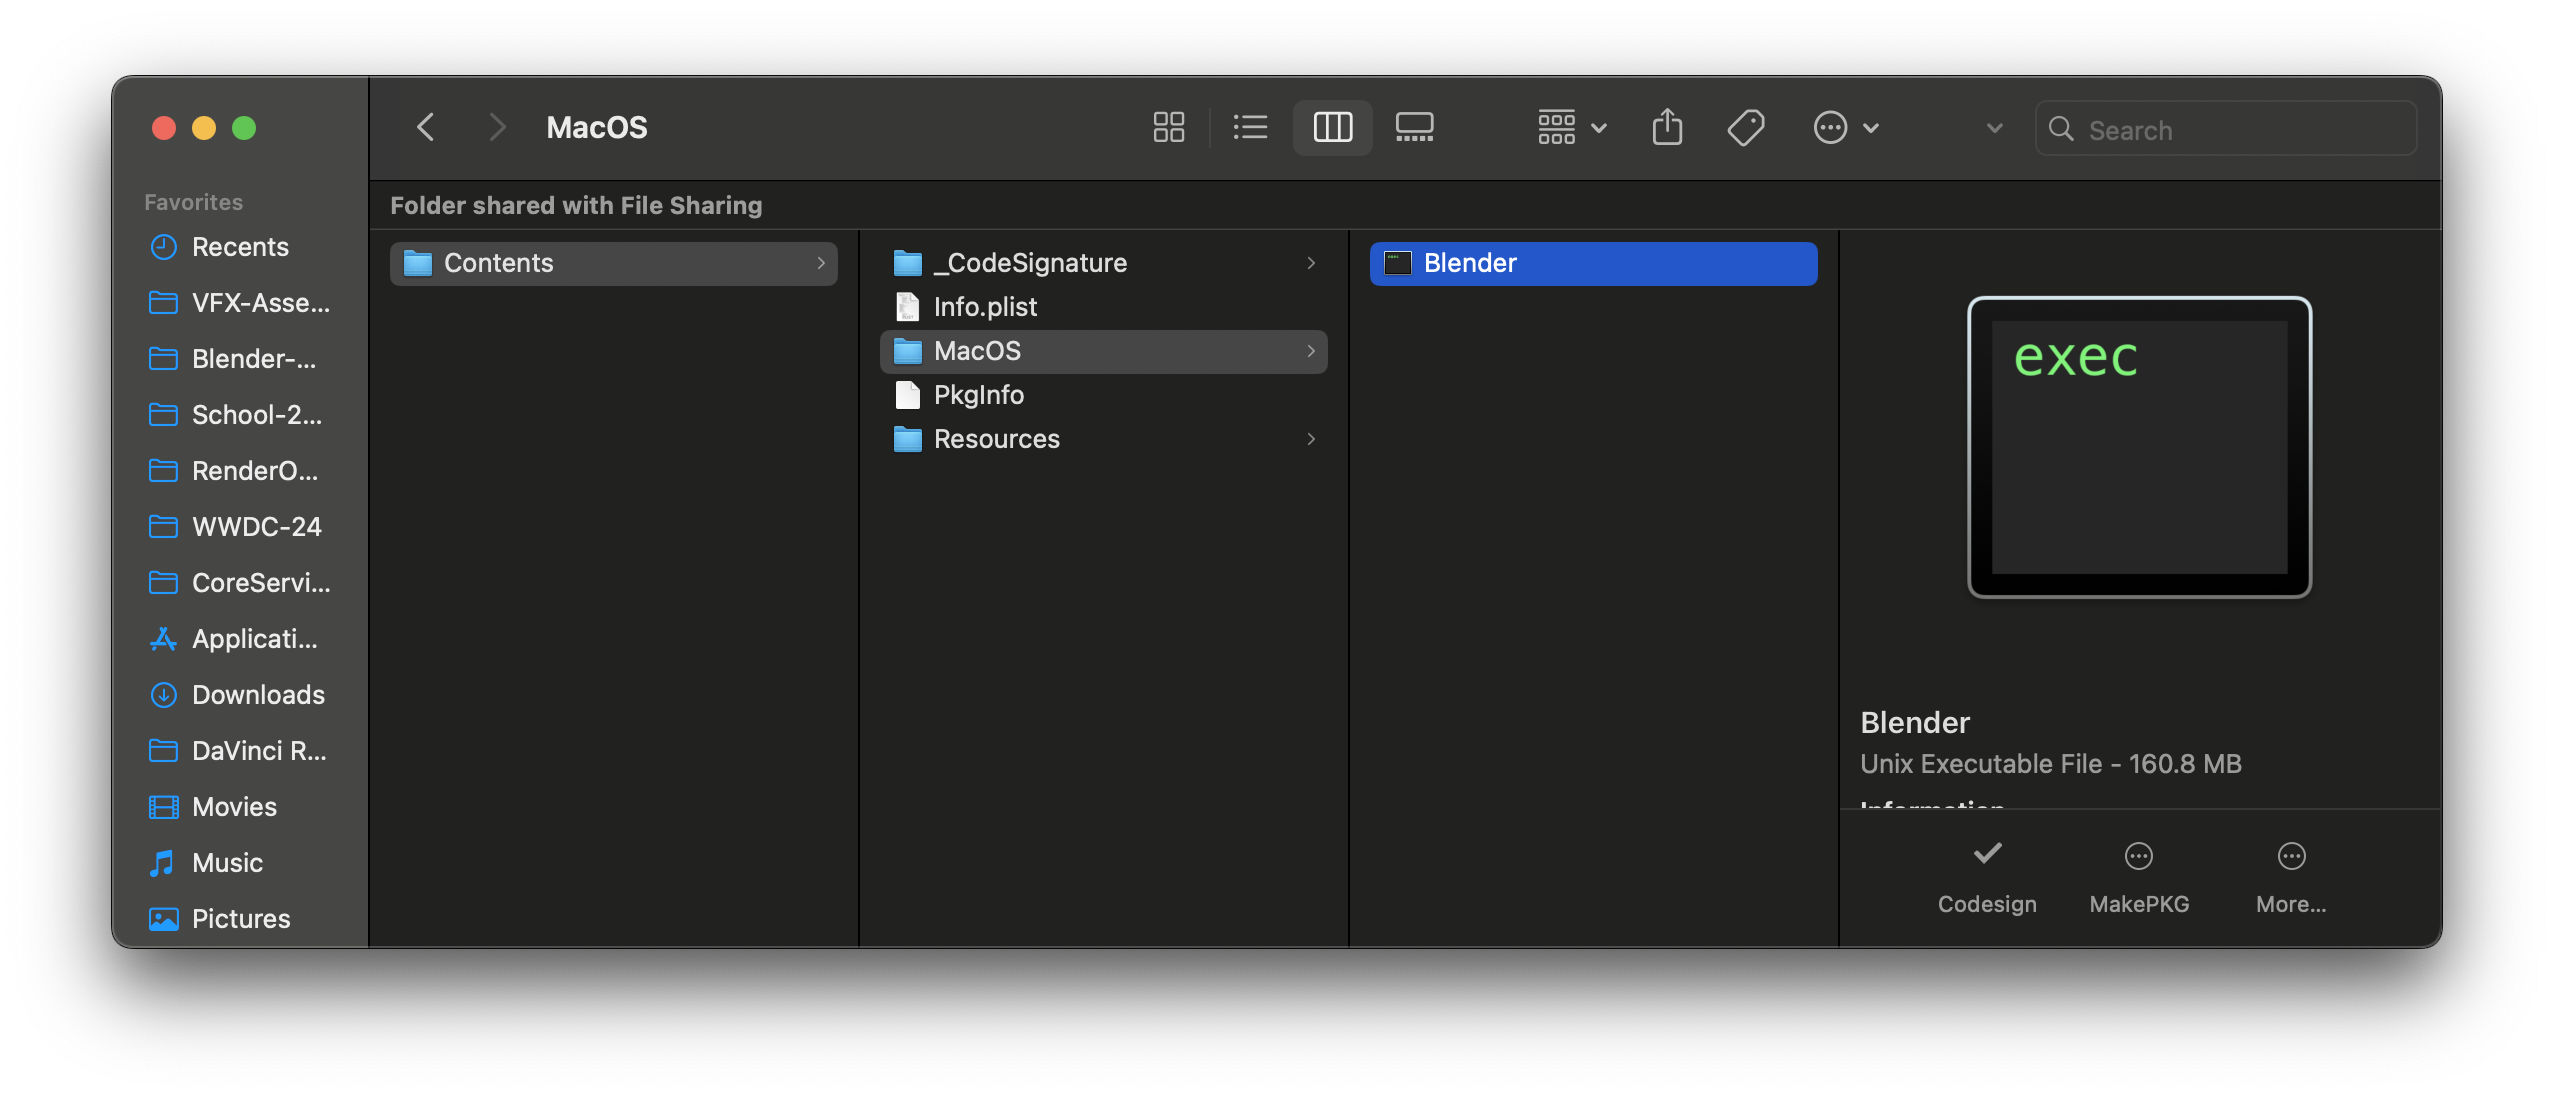 MacOS
Search
Favorites
Recents
VFX-Asse...
Blender-...
School-2...
RenderO...
WWDC-24
CoreServi...
Applicati...
Downloads
DaVinci R...
Movies
Music
Pictures
Folder shared with File Sharing
Contents
_CodeSignature
Info.plist
MacOS
PkgInfo
Resources
Blender
exec
Blender
Unix Executable File - 160.8 MB
Information
Codesign
MakePKG
More...